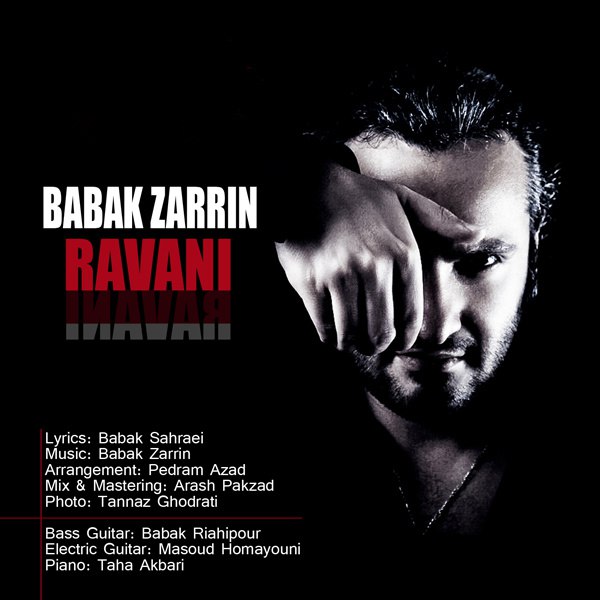 BABAK ZARRIN
RAVANI
RAVANI
Lyrics: Babak Sahraei
Music: Babak Zarrin
Arrangement: Pedram Azad
Mix & Mastering: Arash Pakzad
Photo: Tannaz Ghodrati
Bass Guitar: Babak Riahipour
Electric Guitar: Masoud Homayouni
Piano: Taha Akbari